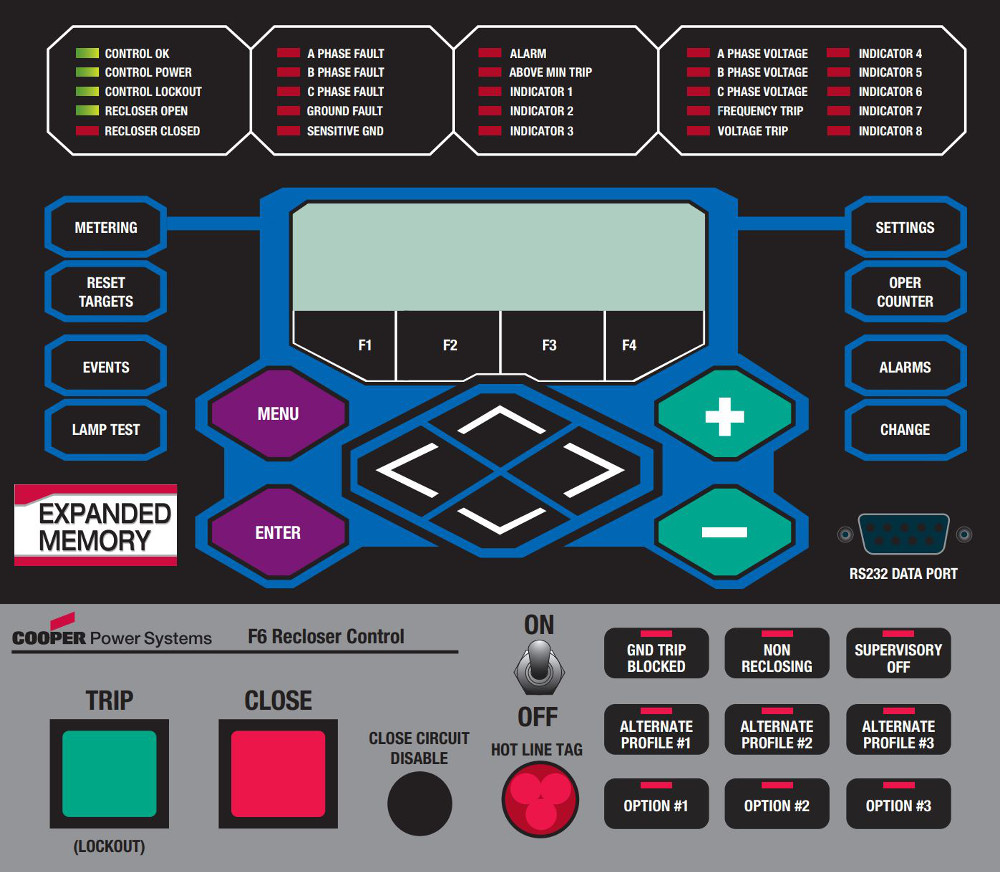 CONTROL OK
CONTROL POWER
CONTROL LOCKOUT
RECLOSER OPEN
RECLOSER CLOSED
A PHASE FAULT
B PHASE FAULT
C PHASE FAULT
GROUND FAULT
SENSITIVE GND
ALARM
ABOVE MIN TRIP
INDICATOR 1
INDICATOR 2
INDICATOR 3
A PHASE VOLTAGE
B PHASE VOLTAGE
C PHASE VOLTAGE
FREQUENCY TRIP
VOLTAGE TRIP
INDICATOR 4
INDICATOR 5
INDICATOR 6
INDICATOR 7
INDICATOR 8
METERING
RESET
TARGETS
EVENTS
LAMP TEST
F1
F2
F3
F4
MENU
ENTER
SETTINGS
OPER
COUNTER
ALARMS
CHANGE
EXPANDED
MEMORY
RS232 DATA PORT
COOPER Power Systems
F6 Recloser Control
TRIP
(LOCKOUT)
CLOSE
CLOSE CIRCUIT
DISABLE
ON
OFF
HOT LINE TAG
GND TRIP
BLOCKED
NON
RECLOSING
SUPERVISORY
OFF
ALTERNATE
PROFILE #1
ALTERNATE
PROFILE #2
ALTERNATE
PROFILE #3
OPTION #1
OPTION #2
OPTION #3